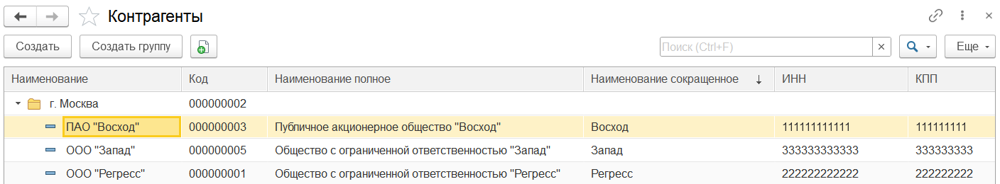 Контрагенты
Создать Создать группу Поиск (Ctrl+F) Еще
Наименование Код Наименование полное Наименование сокращенное ИНН КПП
г. Москва 000000002
ПАО "Восход" 000000003 Публичное акционерное общество "Восход" Восход 111111111111 111111111
ООО "Запад" 000000005 Общество с ограниченной ответственностью "Запад" Запад 333333333333 333333333
ООО "Регресс" 000000001 Общество с ограниченной ответственностью "Регресс" Регресс 222222222222 222222222